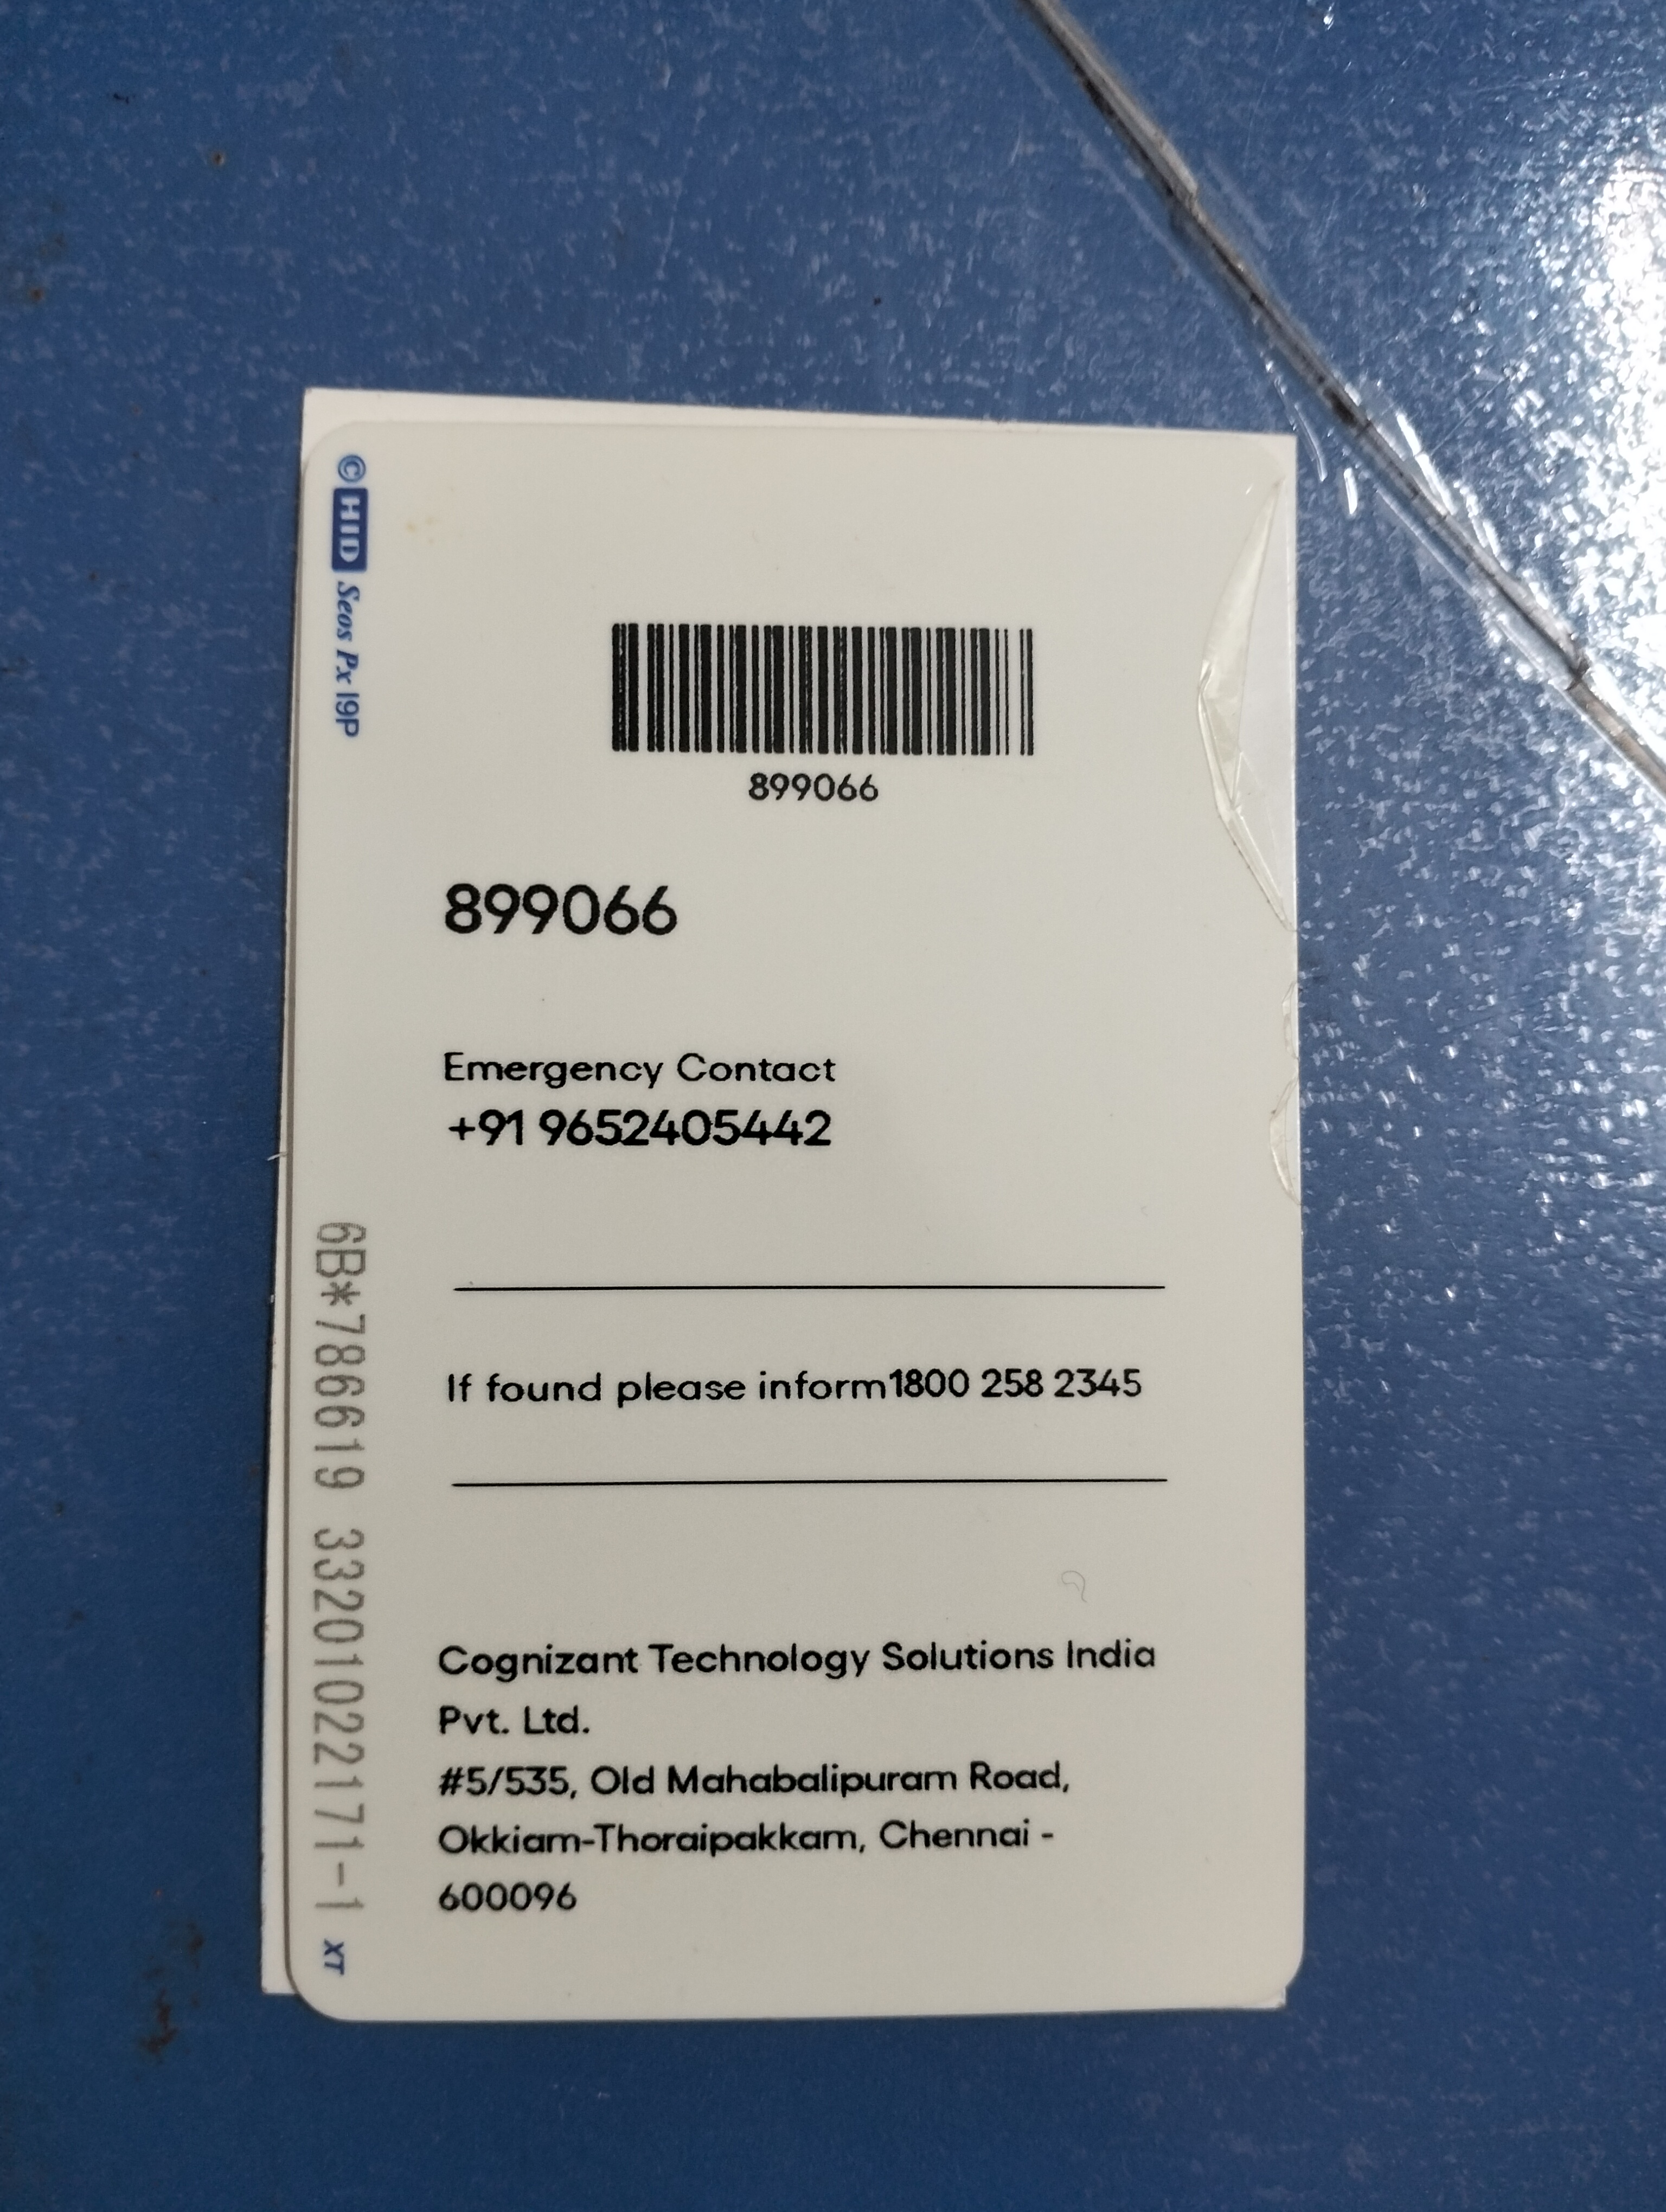 899066
899066
Emergency Contact
+91 9652405442
If found please inform1800 258 2345
Cognizant Technology Solutions India
Pvt. Ltd.
#5/535, Old Mahabalipuram Road,
Okkiam-Thoraipakkam, Chennai -
600096
© HID Seos Px I9P
6B*786619 33201022171-1 XT